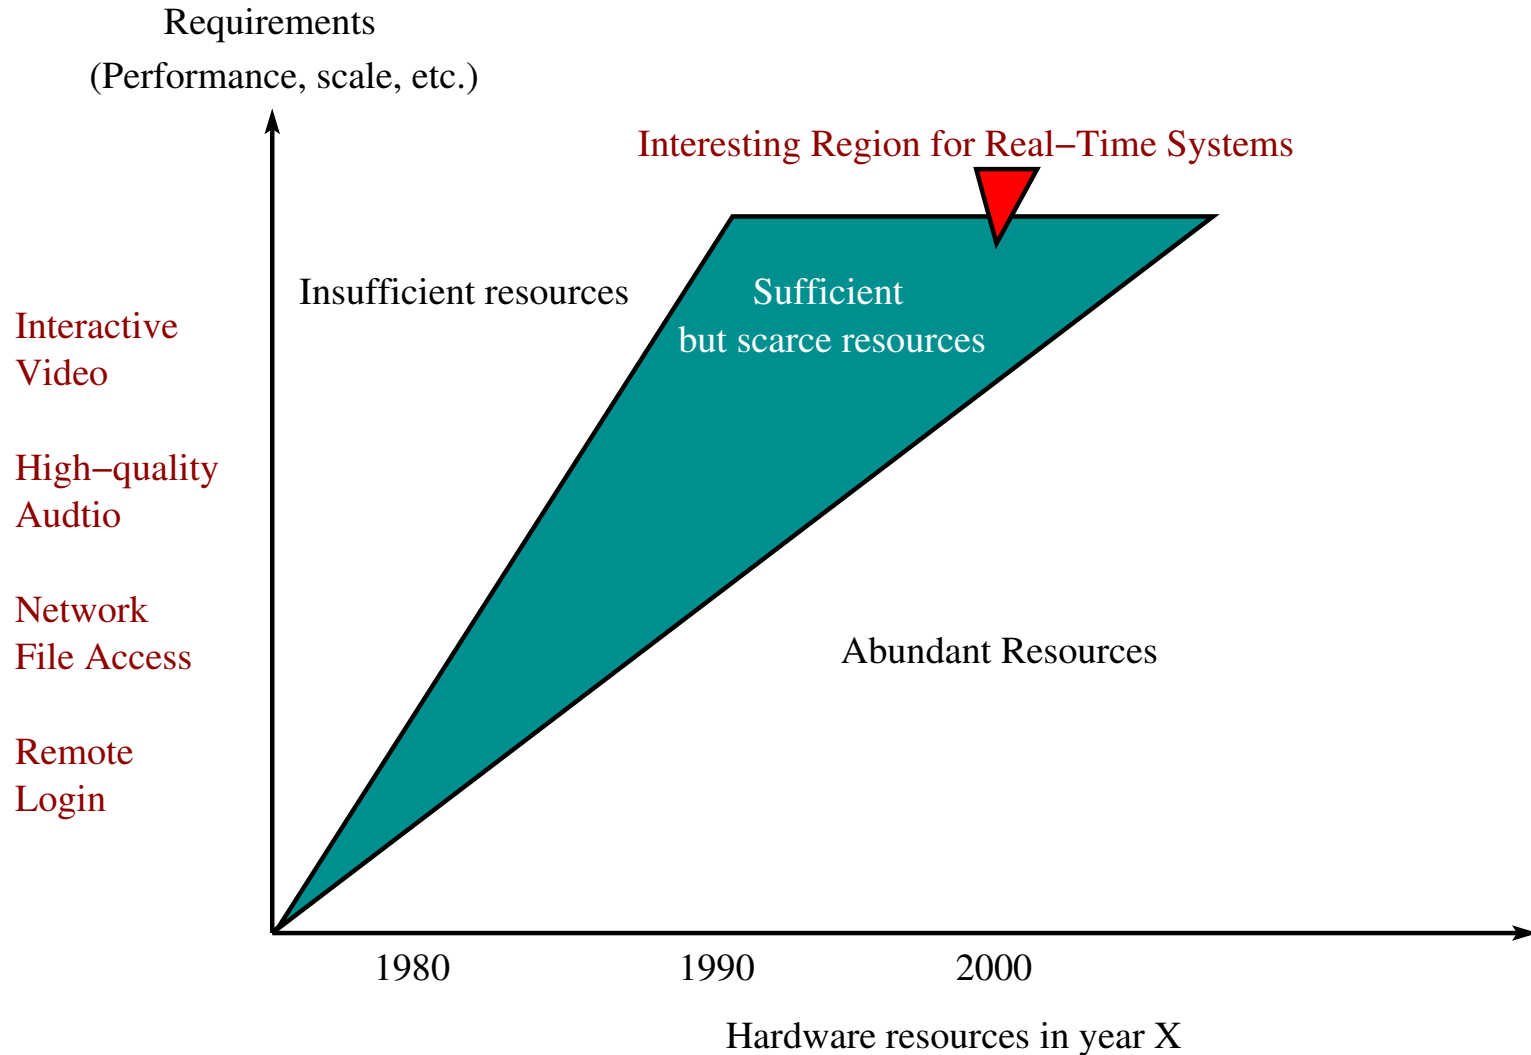 Requirements
(Performance, scale, etc.)
Interesting Region for Real−Time Systems
Insufficient resources
Sufficient
but scarce resources
Interactive
Video
High−quality
Audtio
Network
File Access
Abundant Resources
Remote
Login
1980
1990
2000
Hardware resources in year X